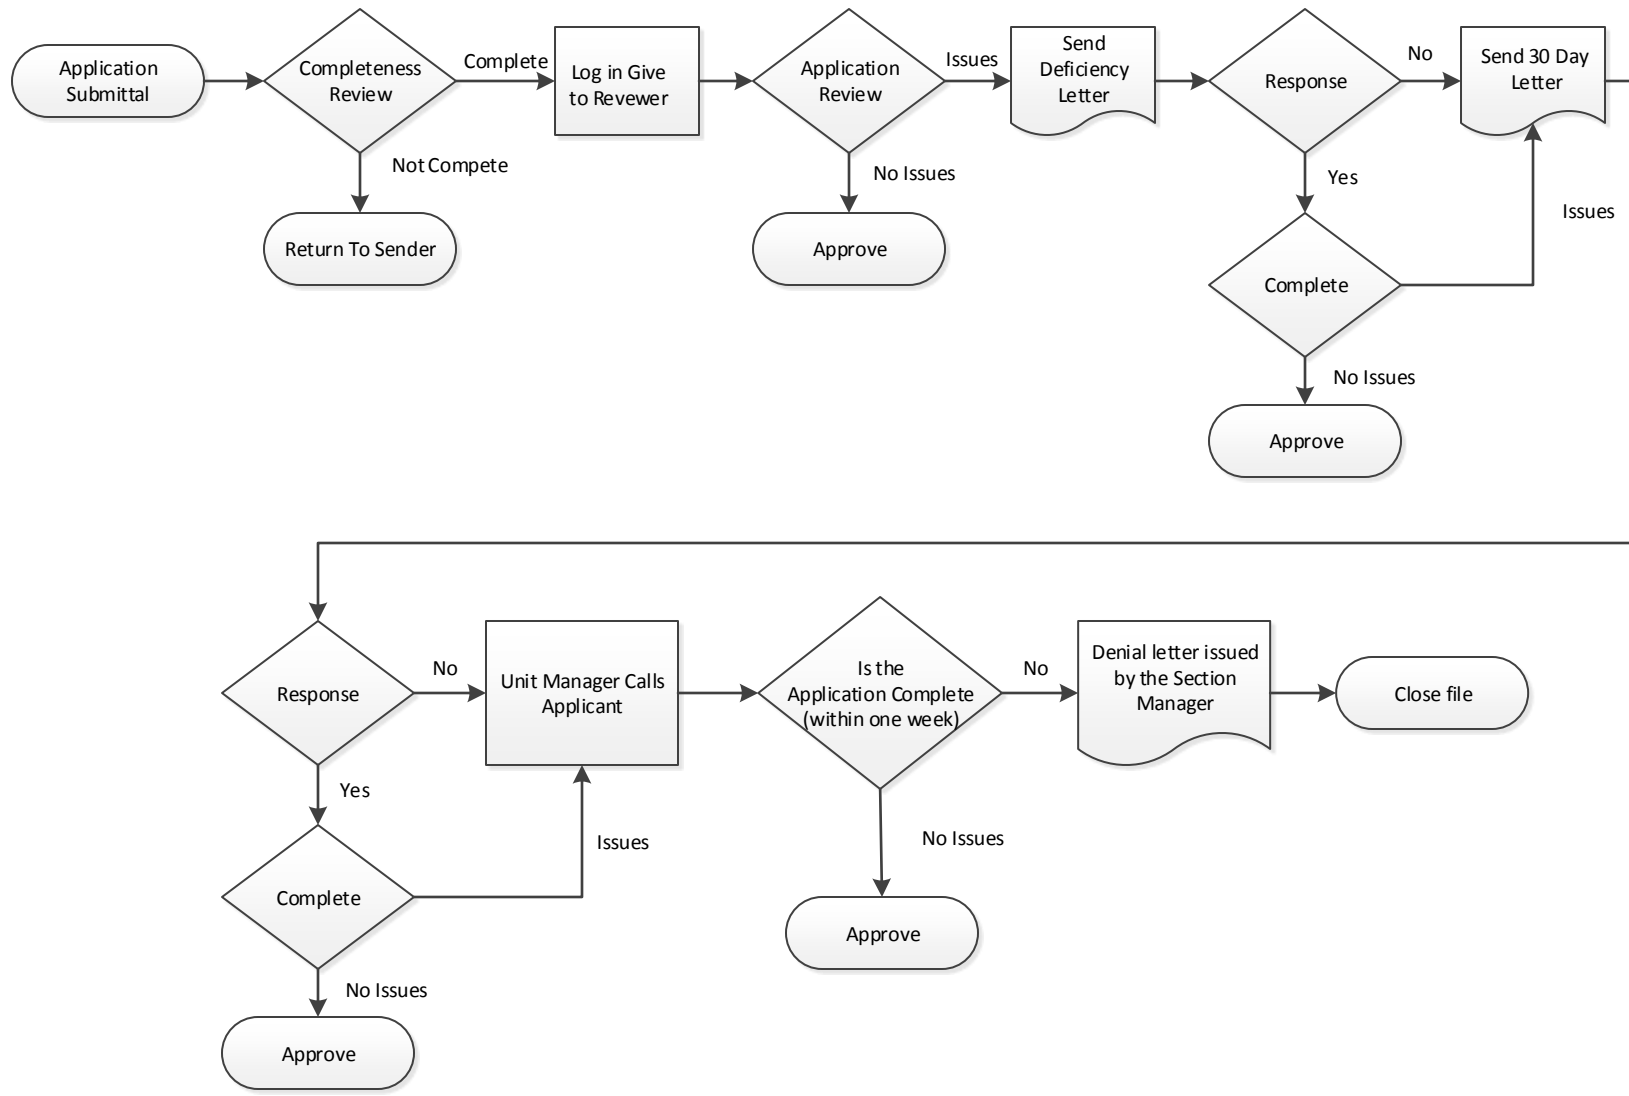 Application
Submittal
Completeness
Review
Complete
Not Compete
Return To Sender
Log in Give
to Revewer
Application
Review
Issues
No Issues
Approve
Send
Deficiency
Letter
Response
No
Yes
Send 30 Day
Letter
Issues
Complete
No Issues
Approve
Response
No
Yes
Unit Manager Calls
Applicant
Issues
Complete
No Issues
Approve
Is the
Application Complete
(within one week)
No
No Issues
Approve
Denial letter issued
by the Section
Manager
Close file